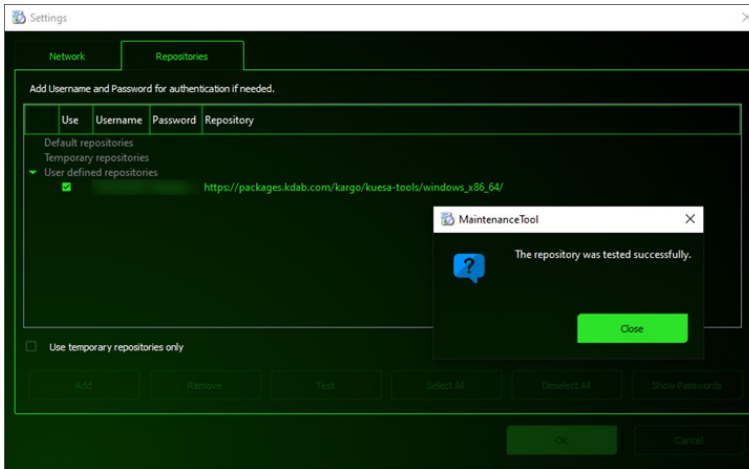 Settings
Network Repositories
Add Username and Password for authentication if needed.
Use Username Password Repository
Default repositories
Temporary repositories
User defined repositories
https://packages.kdab.com/kargo/kuesa-tools/windows_x86_64/
MaintenanceTool
The repository was tested successfully.
Close
Use temporary repositories only
Add Remove Test Select All Deselect All Show Passwords
OK Cancel